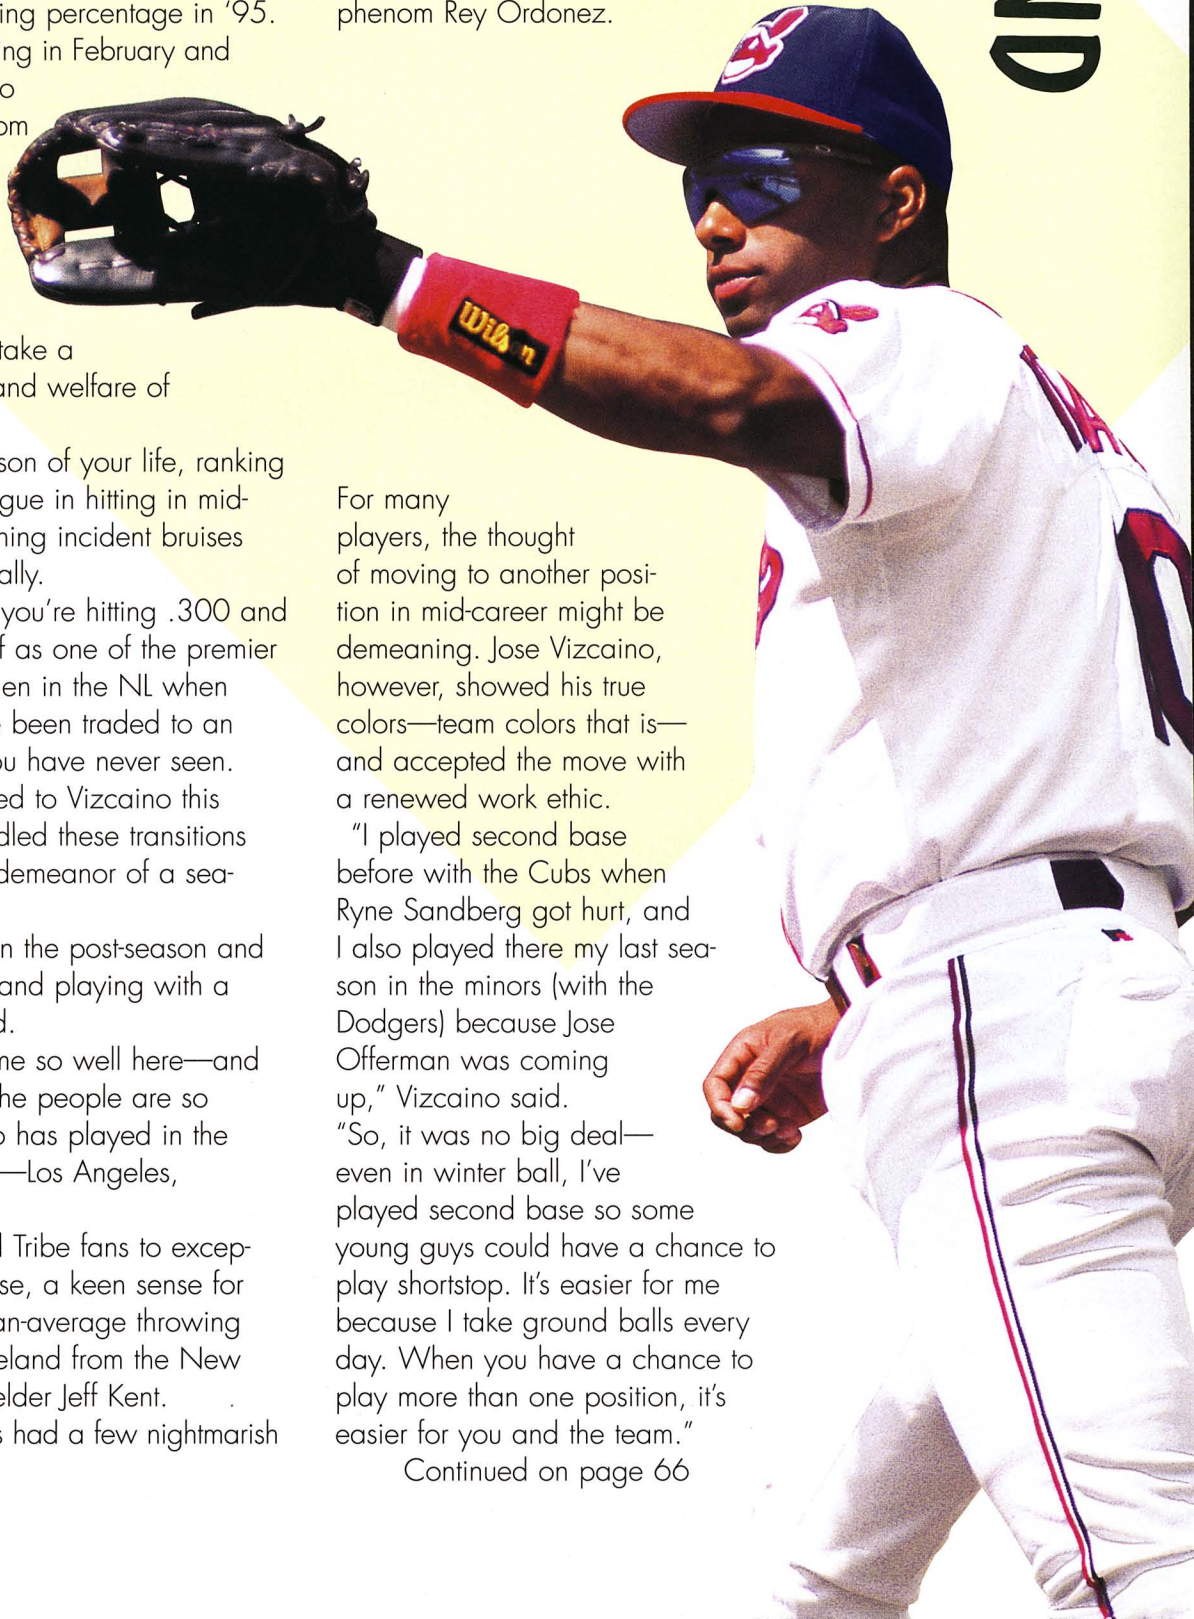 ing percentage in '95.
ing in February and
o
om
take a
and welfare of
son of your life, ranking
gue in hitting in mid-
ning incident bruises
ally.
you're hitting .300 and
f as one of the premier
en in the NL when
been traded to an
ou have never seen.
ed to Vizcaino this
dled these transitions
demeanor of a sea-
n the post-season and
and playing with a
d.
me so well here—and
he people are so
o has played in the
—Los Angeles,
d Tribe fans to excep-
se, a keen sense for
an-average throwing
eland from the New
elder Jeff Kent.
s had a few nightmarish
phenom Rey Ordonez.
For many
players, the thought
of moving to another posi-
tion in mid-career might be
demeaning. Jose Vizcaino,
however, showed his true
colors—team colors that is—
and accepted the move with
a renewed work ethic.
"I played second base
before with the Cubs when
Ryne Sandberg got hurt, and
I also played there my last sea-
son in the minors (with the
Dodgers) because Jose
Offerman was coming
up," Vizcaino said.
"So, it was no big deal—
even in winter ball, I've
played second base so some
young guys could have a chance to
play shortstop. It's easier for me
because I take ground balls every
day. When you have a chance to
play more than one position, it's
easier for you and the team."
Continued on page 66
Wilson
ND